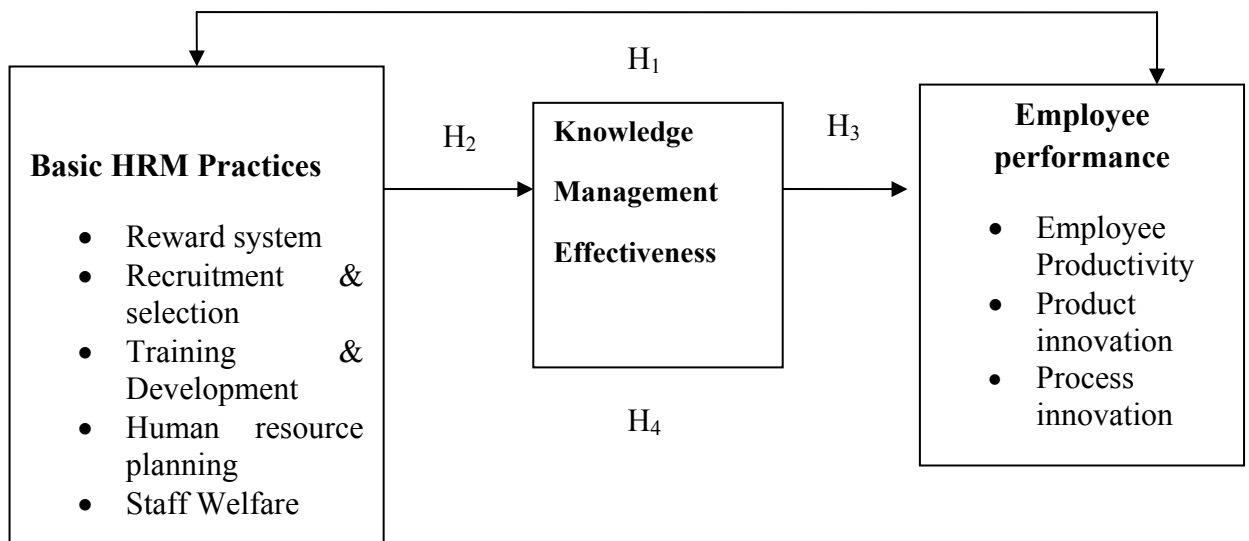 H₁
Basic HRM Practices
• Reward system
• Recruitment &
selection
• Training &
Development
• Human resource
planning
• Staff Welfare
H₂
Knowledge
Management
Effectiveness
H₃
H₄
Employee
performance
• Employee
Productivity
• Product
innovation
• Process
innovation